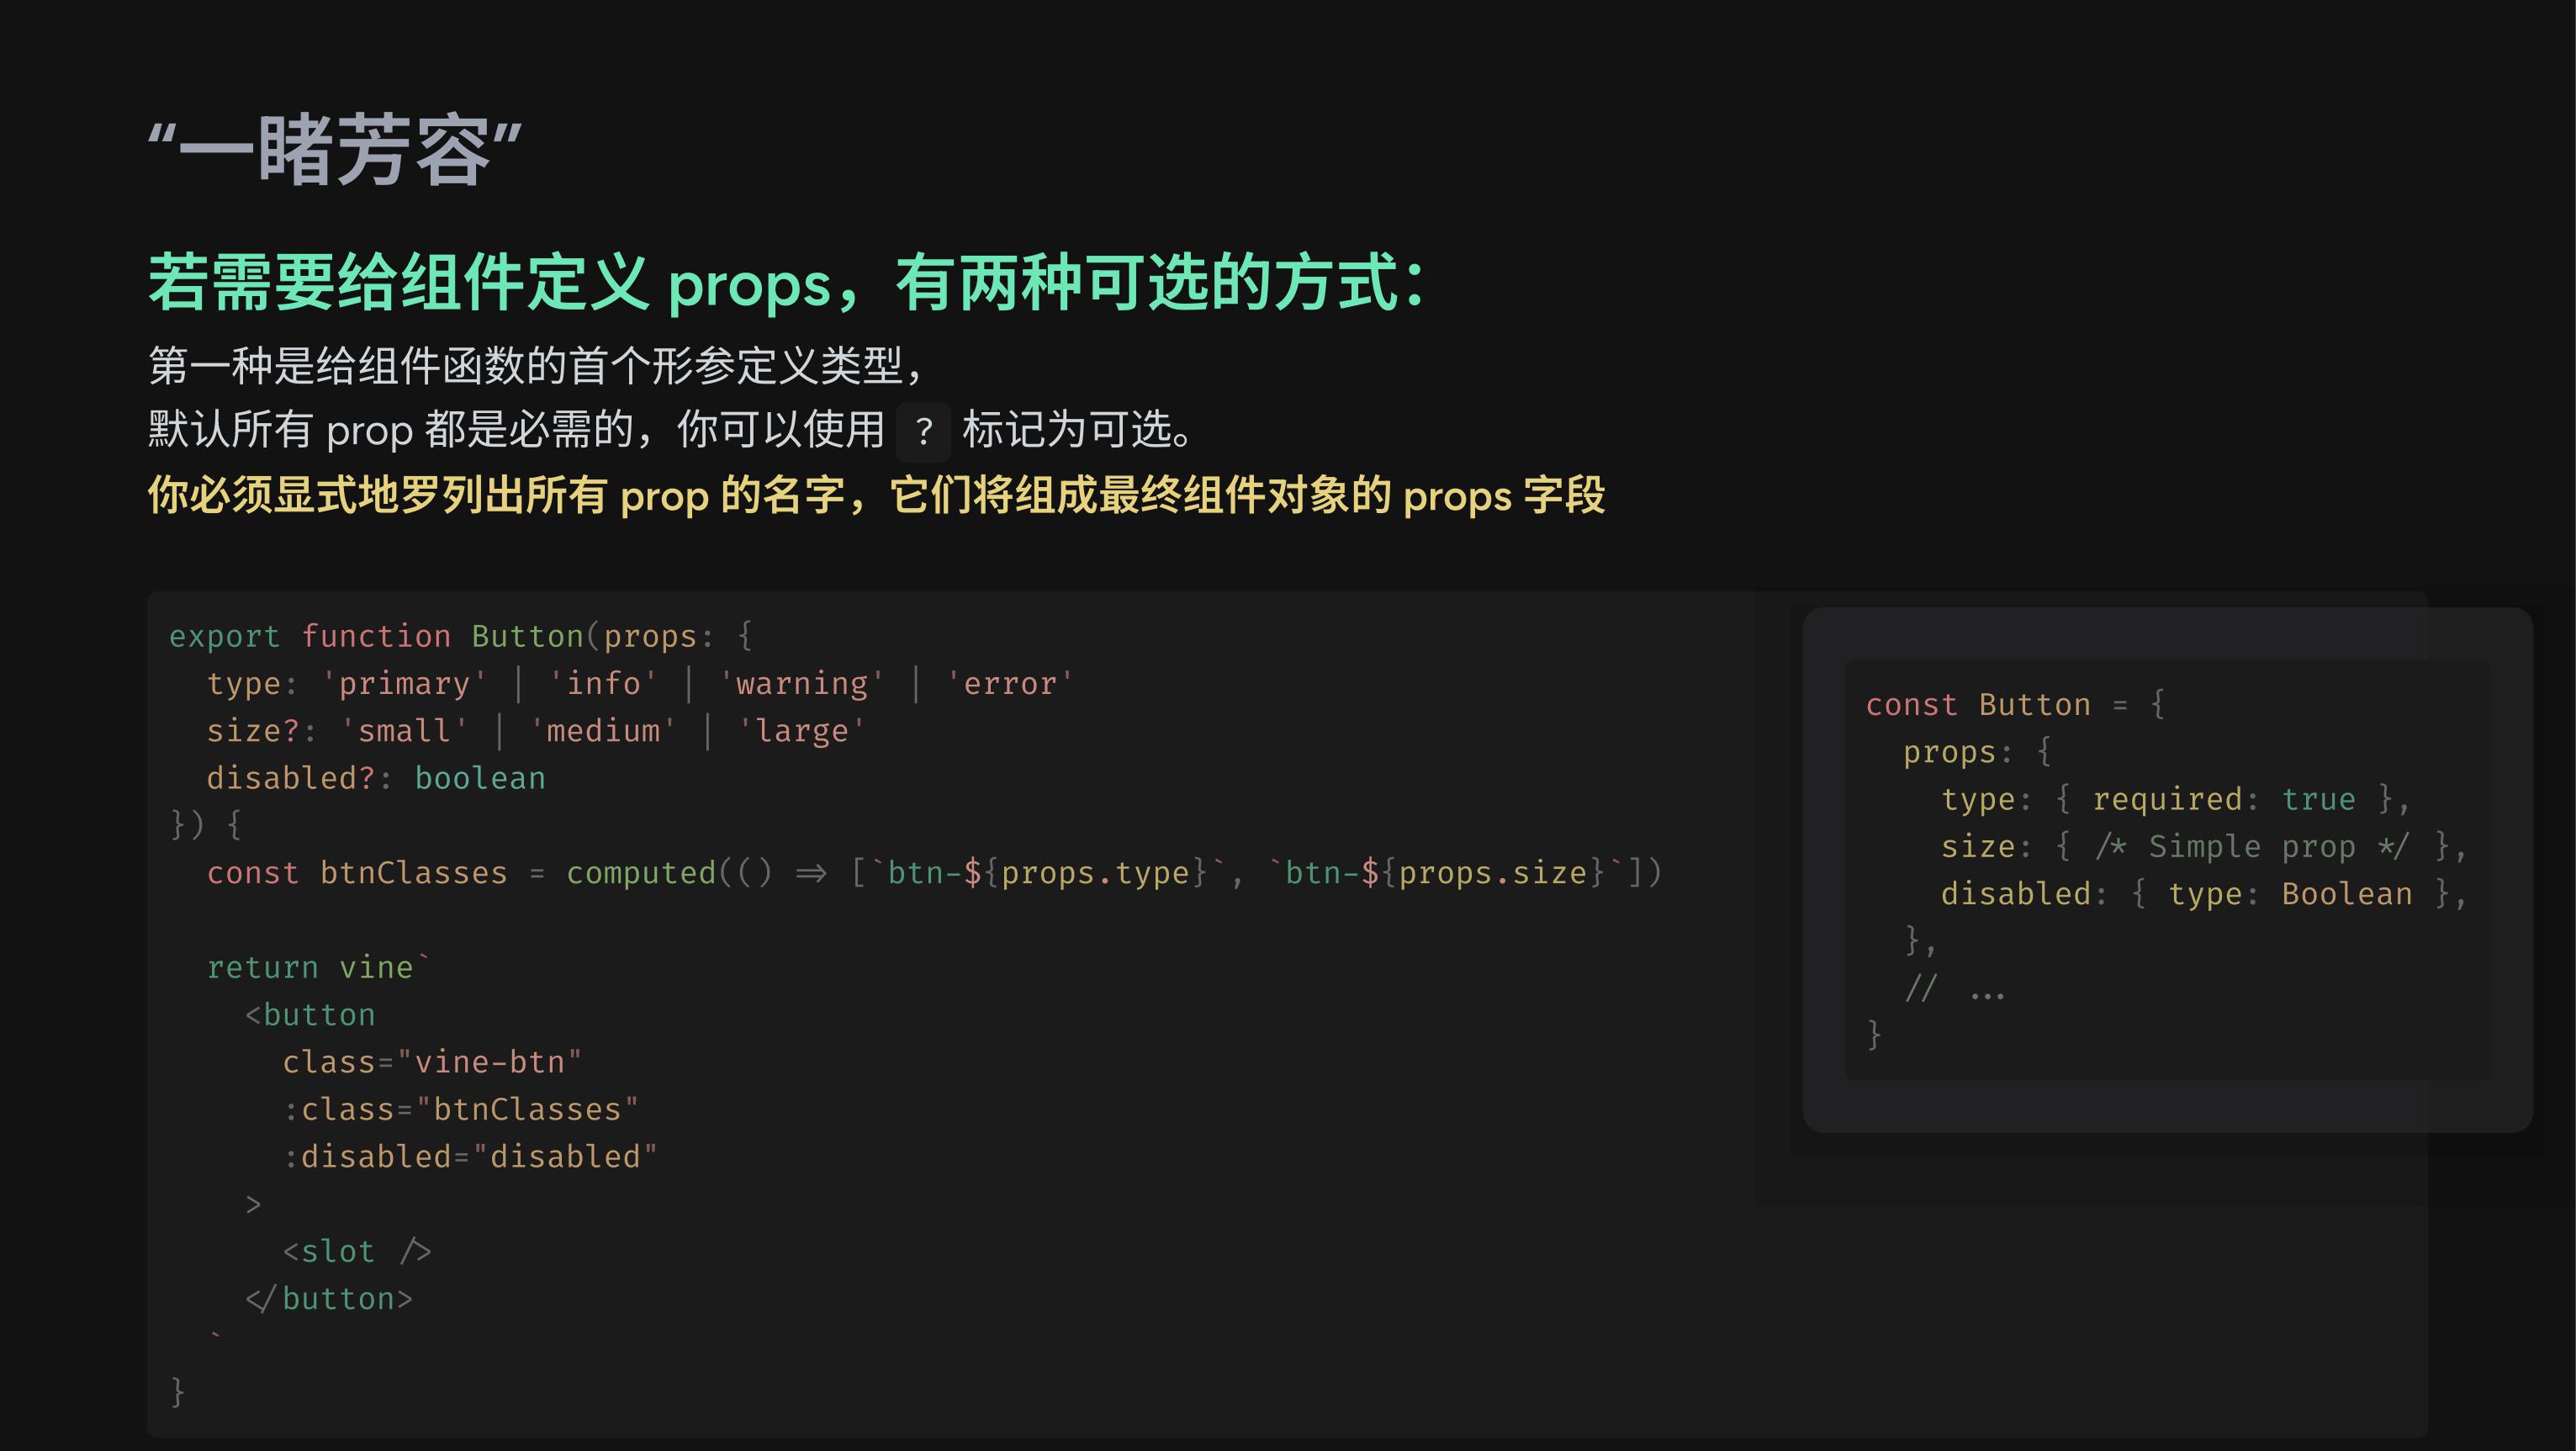 “一睹芳容”
若需要给组件定义 props，有两种可选的方式：
第一种是给组件函数的首个形参定义类型，
默认所有 prop 都是必需的，你可以使用 ? 标记为可选。
你必须显式地罗列出所有 prop 的名字，它们将组成最终组件对象的 props 字段
export function Button(props: {
  type: 'primary' | 'info' | 'warning' | 'error'
  size?: 'small' | 'medium' | 'large'
  disabled?: boolean
}) {
  const btnClasses = computed(() => [`btn-${props.type}`, `btn-${props.size}`])
  return vine`
    <button
      class="vine-btn"
      :class="btnClasses"
      :disabled="disabled"
    >
      <slot />
    </button>
  `
}
const Button = {
  props: {
    type: { required: true },
    size: { /* Simple prop */ },
    disabled: { type: Boolean },
  },
  // ...
}